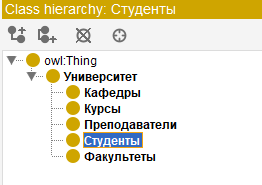 Class hierarchy: Студенты
owl:Thing
Университет
Кафедры
Курсы
Преподаватели
Студенты
Факультеты